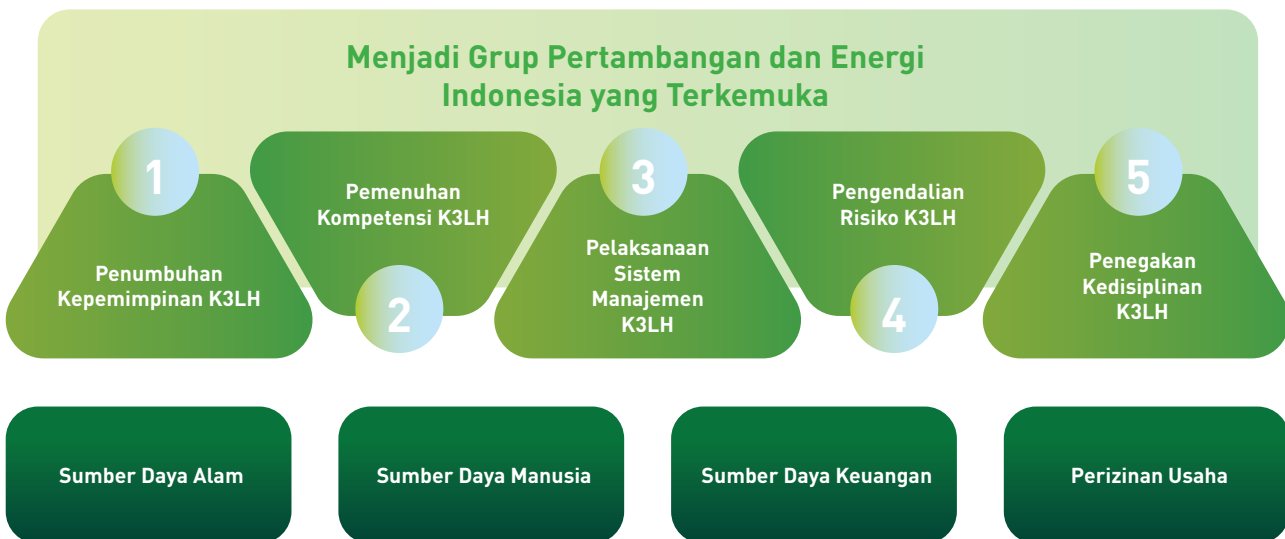 Menjadi Grup Pertambangan dan Energi
Indonesia yang Terkemuka
1
Penumbuhan
Kepemimpinan K3LH
Pemenuhan
Kompetensi K3LH
2
3
Pelaksanaan
Sistem
Manajemen
K3LH
Pengendalian
Risiko K3LH
4
5
Penegakan
Kedisiplinan
K3LH
Sumber Daya Alam
Sumber Daya Manusia
Sumber Daya Keuangan
Perizinan Usaha